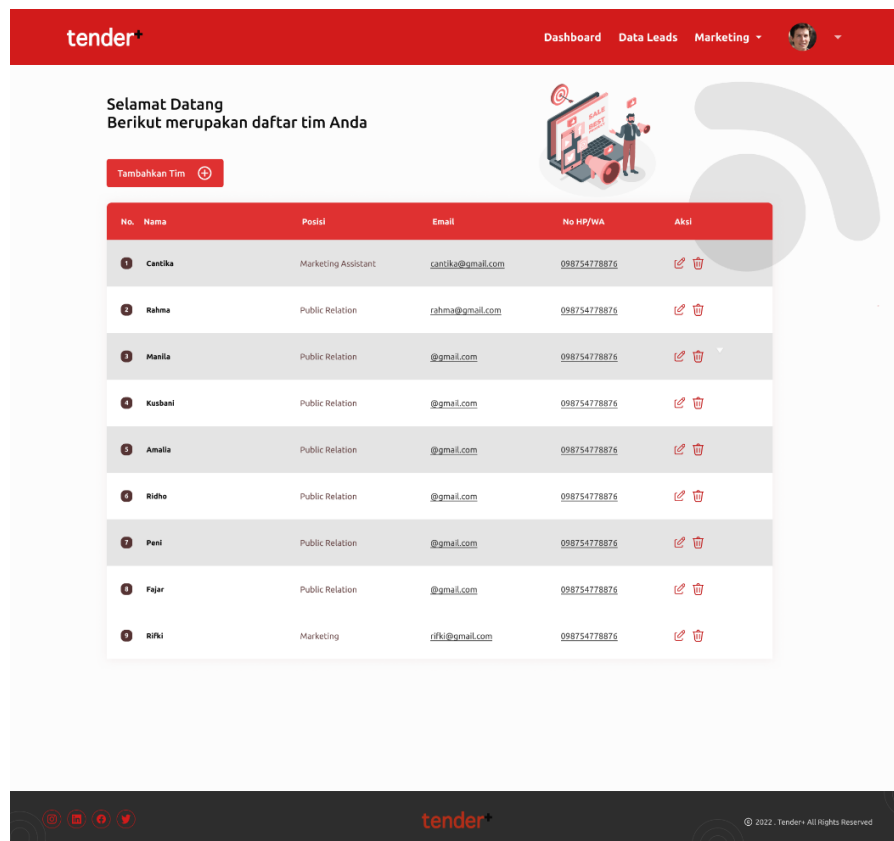 tender+
Dashboard Data Leads Marketing
Selamat Datang
Berikut merupakan daftar tim Anda
SALE
BEST
Tambahkan Tim
No. Nama Posisi Email No HP/WA Aksi
1 Cantika Marketing Assistant cantika@gmail.com 098754778876
2 Rahma Public Relation rahma@gmail.com 098754778876
3 Manila Public Relation @gmail.com 098754778876
4 Kusbani Public Relation @gmail.com 098754778876
5 Amalia Public Relation @gmail.com 098754778876
6 Ridho Public Relation @gmail.com 098754778876
7 Peni Public Relation @gmail.com 098754778876
8 Fajar Public Relation @gmail.com 098754778876
9 Rifki Marketing rifki@gmail.com 098754778876
tender+
© 2022 . Tender+ All Rights Reserved